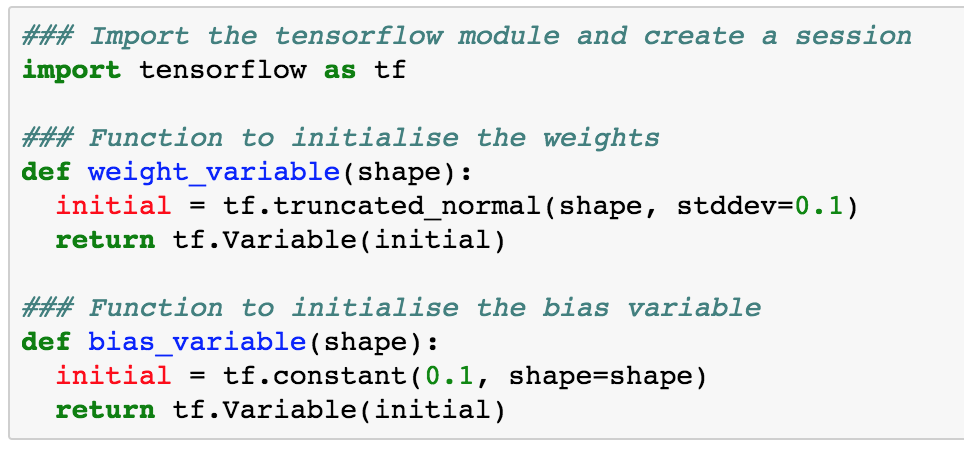 ### Import the tensorflow module and create a session
import tensorflow as tf
### Function to initialise the weights
def weight_variable(shape):
  initial = tf.truncated_normal(shape, stddev=0.1)
  return tf.Variable(initial)
### Function to initialise the bias variable
def bias_variable(shape):
  initial = tf.constant(0.1, shape=shape)
  return tf.Variable(initial)